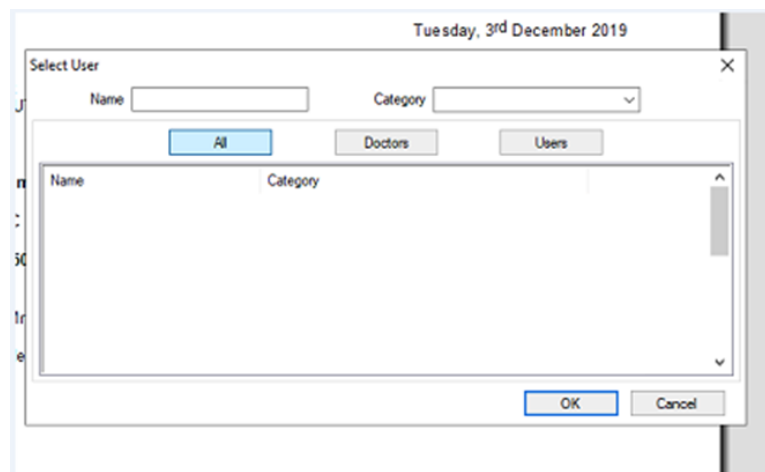 Tuesday, 3rd December 2019
Select User
Name
Category
All
Doctors
Users
Name
Category
OK
Cancel